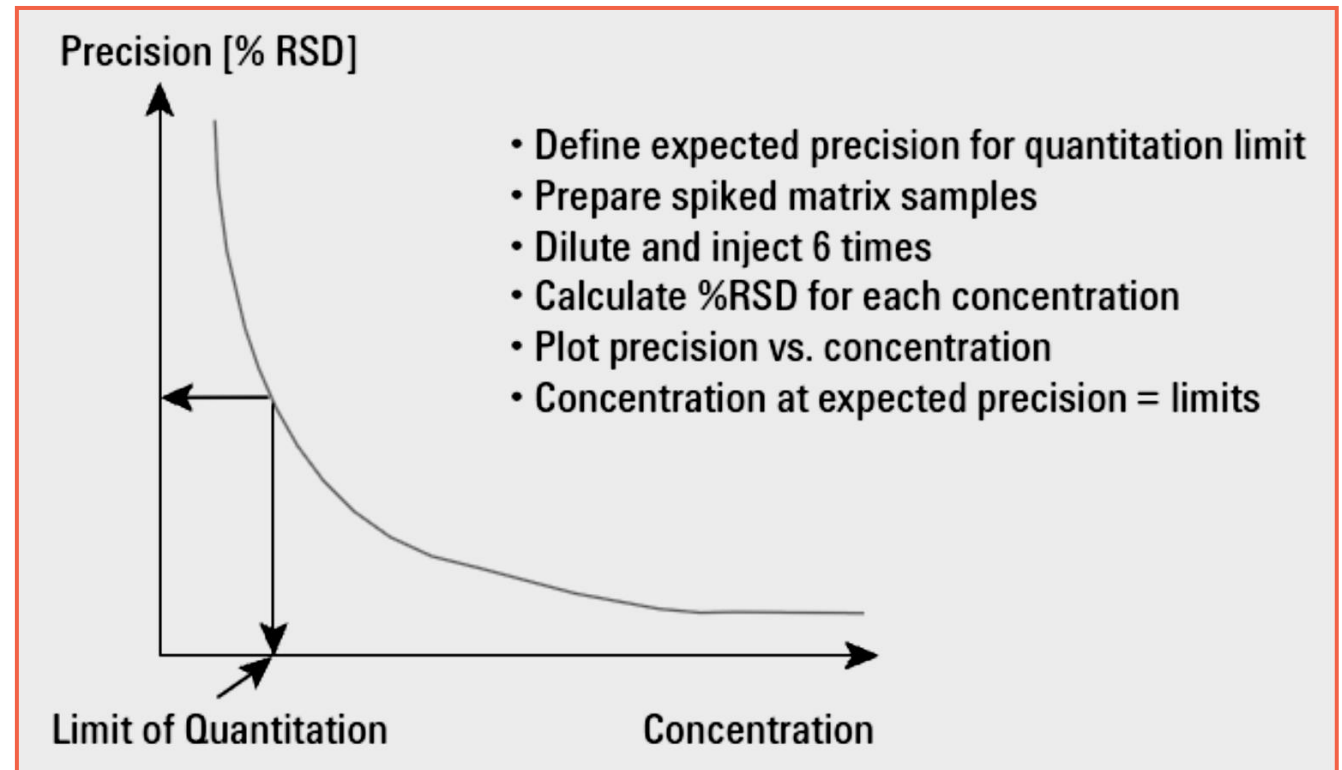 Precision [% RSD]
• Define expected precision for quantitation limit
• Prepare spiked matrix samples
• Dilute and inject 6 times
• Calculate %RSD for each concentration
• Plot precision vs. concentration
• Concentration at expected precision = limits
Limit of Quantitation
Concentration